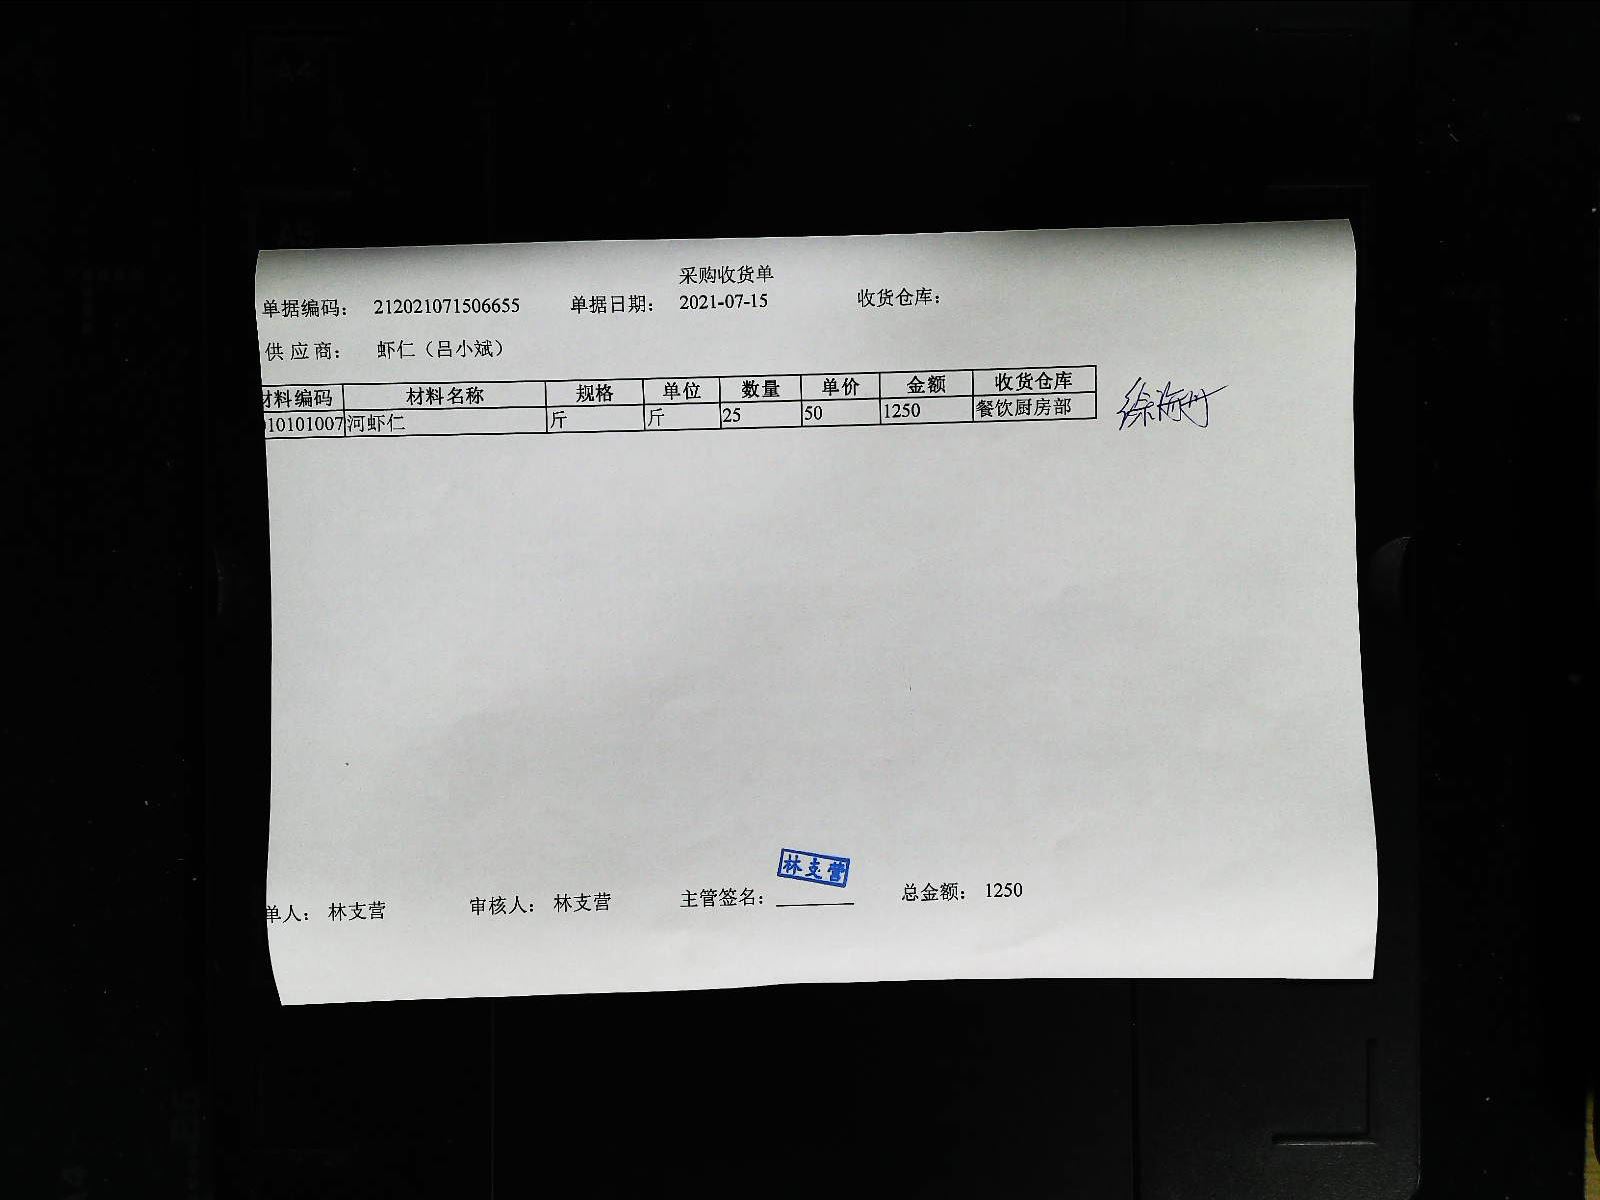 采购收货单
单据编码： 212021071506655 单据日期： 2021-07-15 收货仓库：
供应商： 虾仁（吕小斌）
材料编码 材料名称 规格 单位 数量 单价 金额 收货仓库
10101007 河虾仁 斤 斤 25 50 1250 餐饮厨房部
林支营
单人： 林支营 审核人： 林支营 主管签名： 总金额： 1250